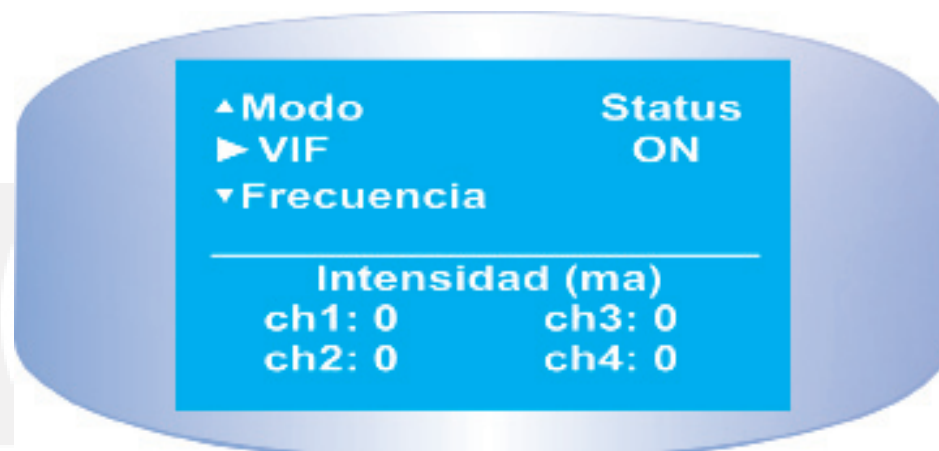 Modo Status
VIF ON
Frecuencia
Intensidad (ma)
ch1: 0 ch3: 0
ch2: 0 ch4: 0